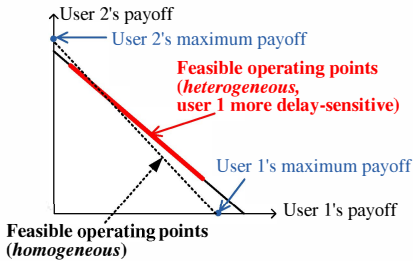 User 2's payoff
User 2's maximum payoff
Feasible operating points
(heterogeneous,
user 1 more delay-sensitive)
User 1's maximum payoff
User 1's payoff
Feasible operating points
(homogeneous)